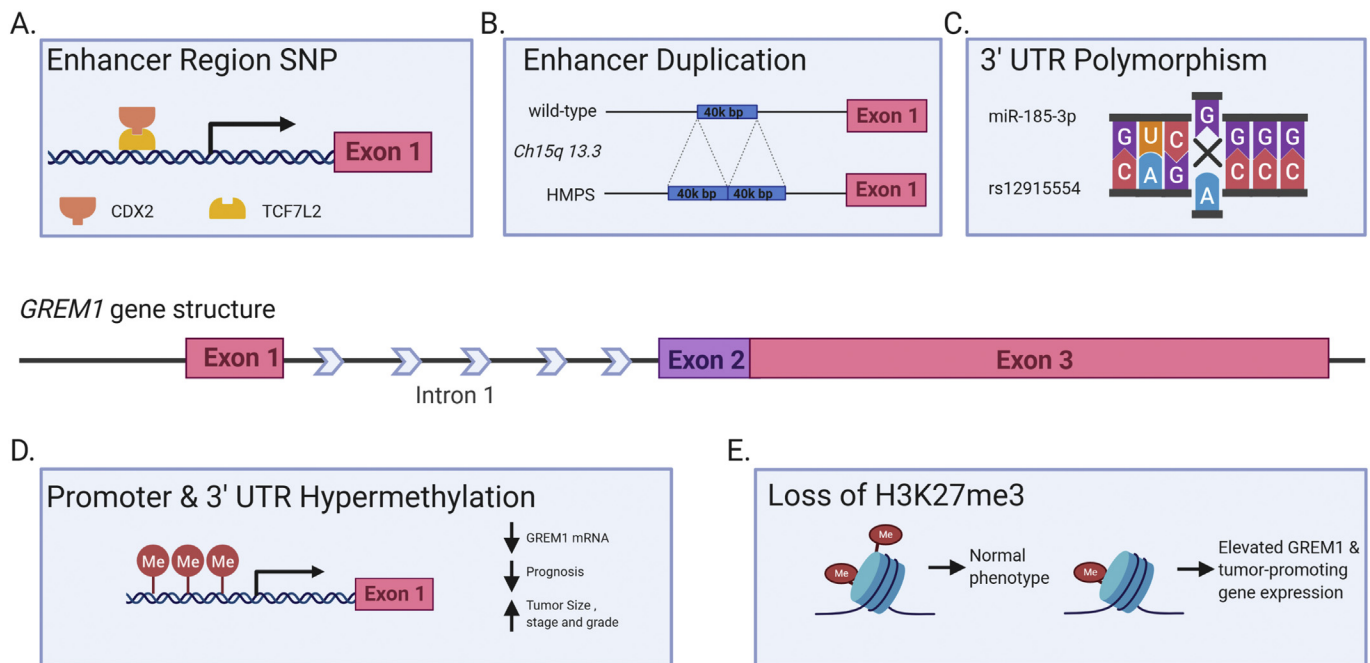 A.
Enhancer Region SNP
Exon 1
CDX2
TCF7L2
B.
Enhancer Duplication
wild-type
40k bp
Exon 1
Ch15q 13.3
HMPS
40k bp
40k bp
Exon 1
C.
3' UTR Polymorphism
miR-185-3p
G
G U C
G G G
C A G
C C C
rs12915554
A
GREM1 gene structure
Exon 1
Intron 1
Exon 2
Exon 3
D.
Promoter & 3' UTR Hypermethylation
Me Me Me
Exon 1
GREM1 mRNA
Prognosis
Tumor Size ,
stage and grade
E.
Loss of H3K27me3
Me
Me
Normal
phenotype
Me
Elevated GREM1 &
tumor-promoting
gene expression